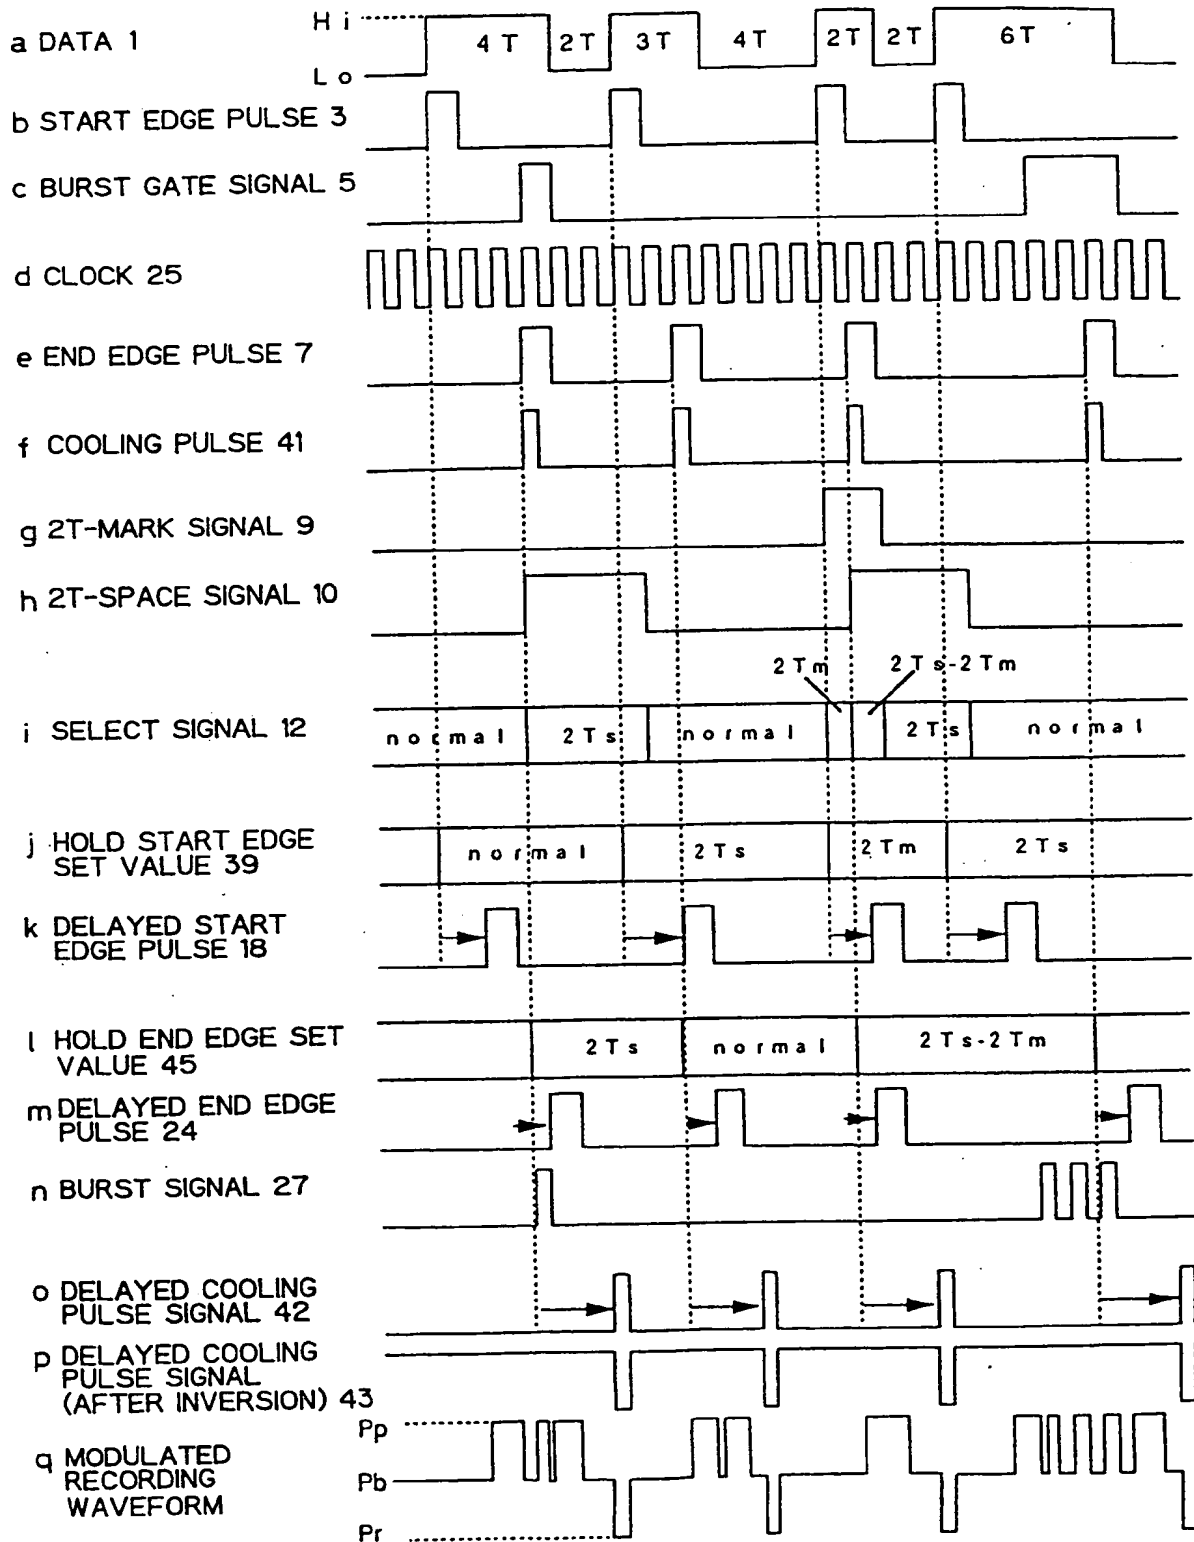 a DATA 1
Hi
Lo
4T 2T 3T 4T 2T 2T 6T
b START EDGE PULSE 3
c BURST GATE SIGNAL 5
d CLOCK 25
e END EDGE PULSE 7
f COOLING PULSE 41
g 2T-MARK SIGNAL 9
h 2T-SPACE SIGNAL 10
2Tm 2Ts-2Tm
i SELECT SIGNAL 12
normal 2Ts normal 2Ts normal
j HOLD START EDGE
SET VALUE 39
normal 2Ts 2Tm 2Ts
k DELAYED START
EDGE PULSE 18
l HOLD END EDGE SET
VALUE 45
2Ts normal 2Ts-2Tm
m DELAYED END EDGE
PULSE 24
n BURST SIGNAL 27
o DELAYED COOLING
PULSE SIGNAL 42
p DELAYED COOLING
PULSE SIGNAL
(AFTER INVERSION) 43
q MODULATED
RECORDING
WAVEFORM
Pp
Pb
Pr